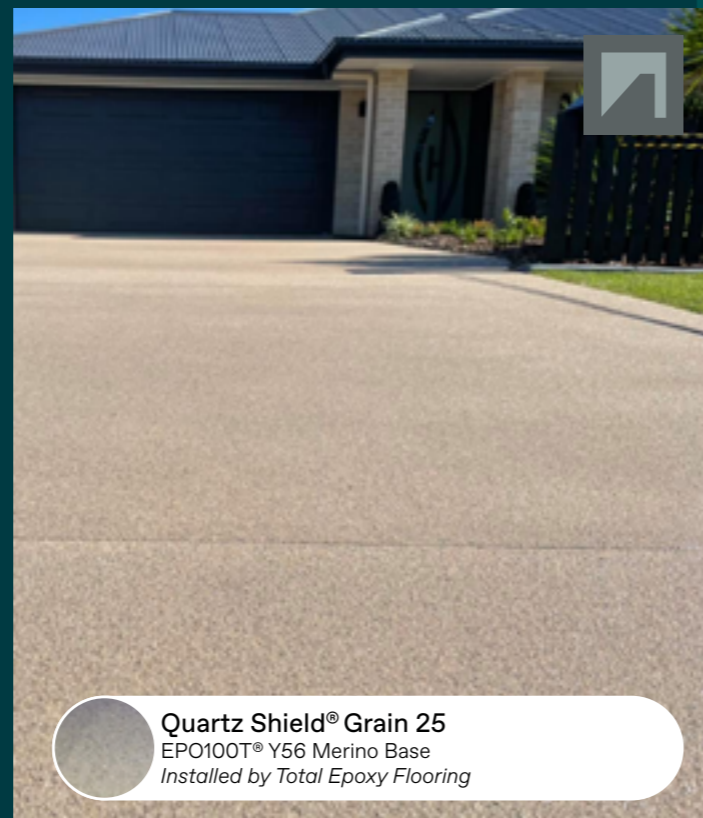 Quartz Shield® Grain 25
EPO100T® Y56 Merino Base
Installed by Total Epoxy Flooring